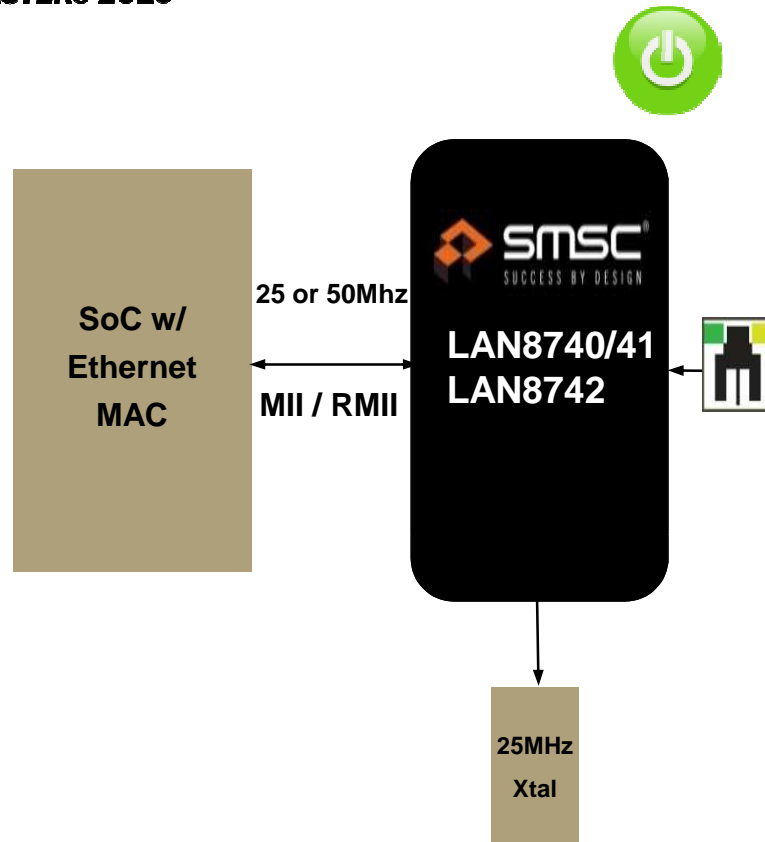 SMSC®
SUCCESS BY DESIGN
25 or 50Mhz
SoC w/
Ethernet
MAC
MII / RMII
LAN8740/41
LAN8742
25MHz
Xtal